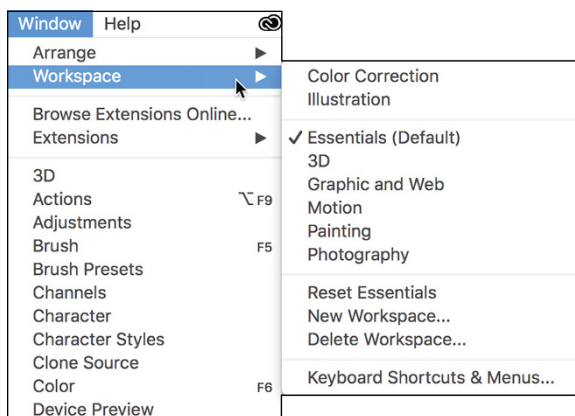 Window Help
Arrange
Workspace
Browse Extensions Online...
Extensions
3D
Actions ⌥ F9
Adjustments
Brush F5
Brush Presets
Channels
Character
Character Styles
Clone Source
Color F6
Device Preview
Color Correction
Illustration
✓ Essentials (Default)
3D
Graphic and Web
Motion
Painting
Photography
Reset Essentials
New Workspace...
Delete Workspace...
Keyboard Shortcuts & Menus...